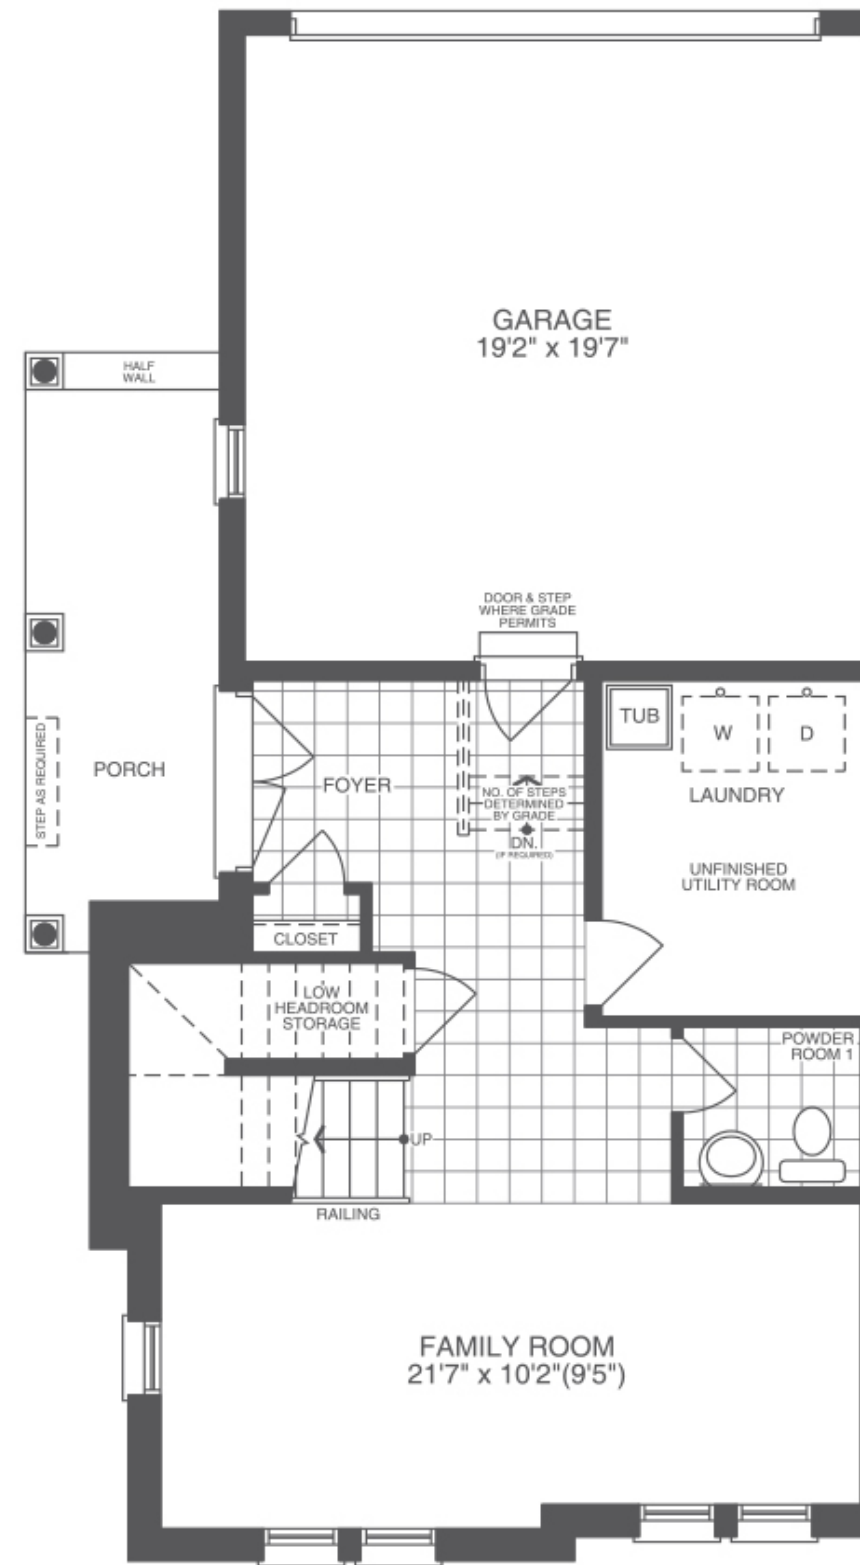 GARAGE
19'2" x 19'7"
HALF
WALL
DOOR & STEP
WHERE GRADE
PERMITS
STEP AS REQUIRED
PORCH
FOYER
TUB
W
D
LAUNDRY
NO. OF STEPS
DETERMINED
BY GRADE
DN.
(IF REQUIRED)
UNFINISHED
UTILITY ROOM
CLOSET
LOW
HEADROOM
STORAGE
POWDER
ROOM 1
UP
RAILING
FAMILY ROOM
21'7" x 10'2"(9'5")